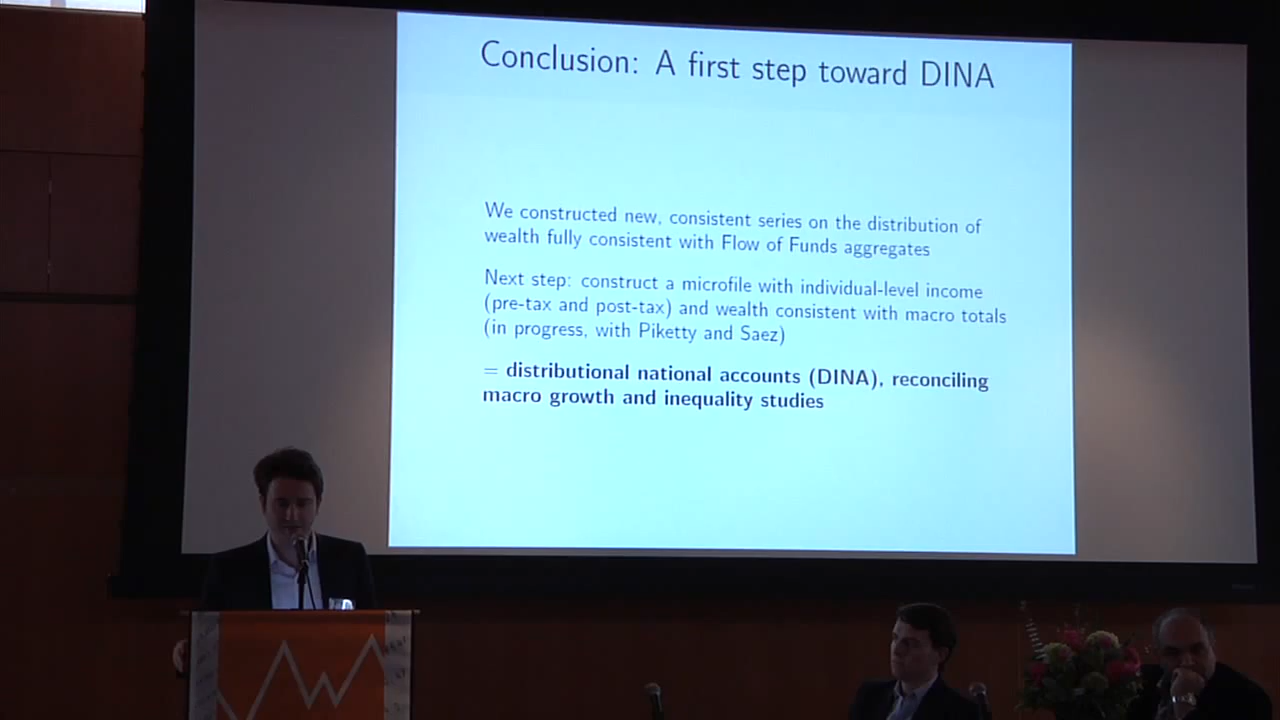 Conclusion: A first step toward DINA
We constructed new, consistent series on the distribution of
wealth fully consistent with Flow of Funds aggregates
Next step: construct a microfile with individual-level income
(pre-tax and post-tax) and wealth consistent with macro totals
(in progress, with Piketty and Saez)
= distributional national accounts (DINA), reconciling
macro growth and inequality studies